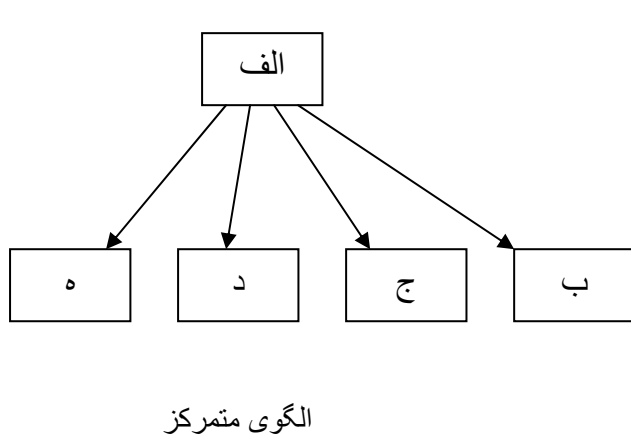 الف
ب
ج
د
ه
الگوی متمرکز